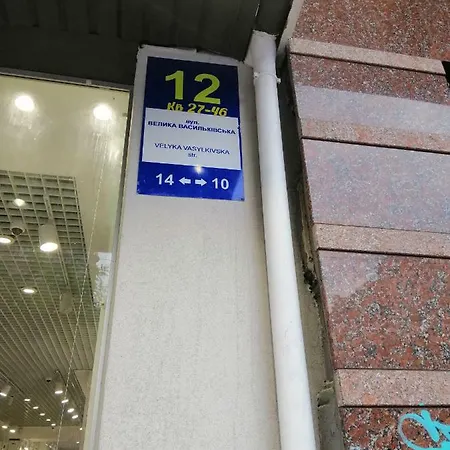 12
Кв 27-46
вул.
ВЕЛИКА ВАСИЛЬКІВСЬКА
VELYKA VASYLKIVSKA
str.
14 ←→ 10